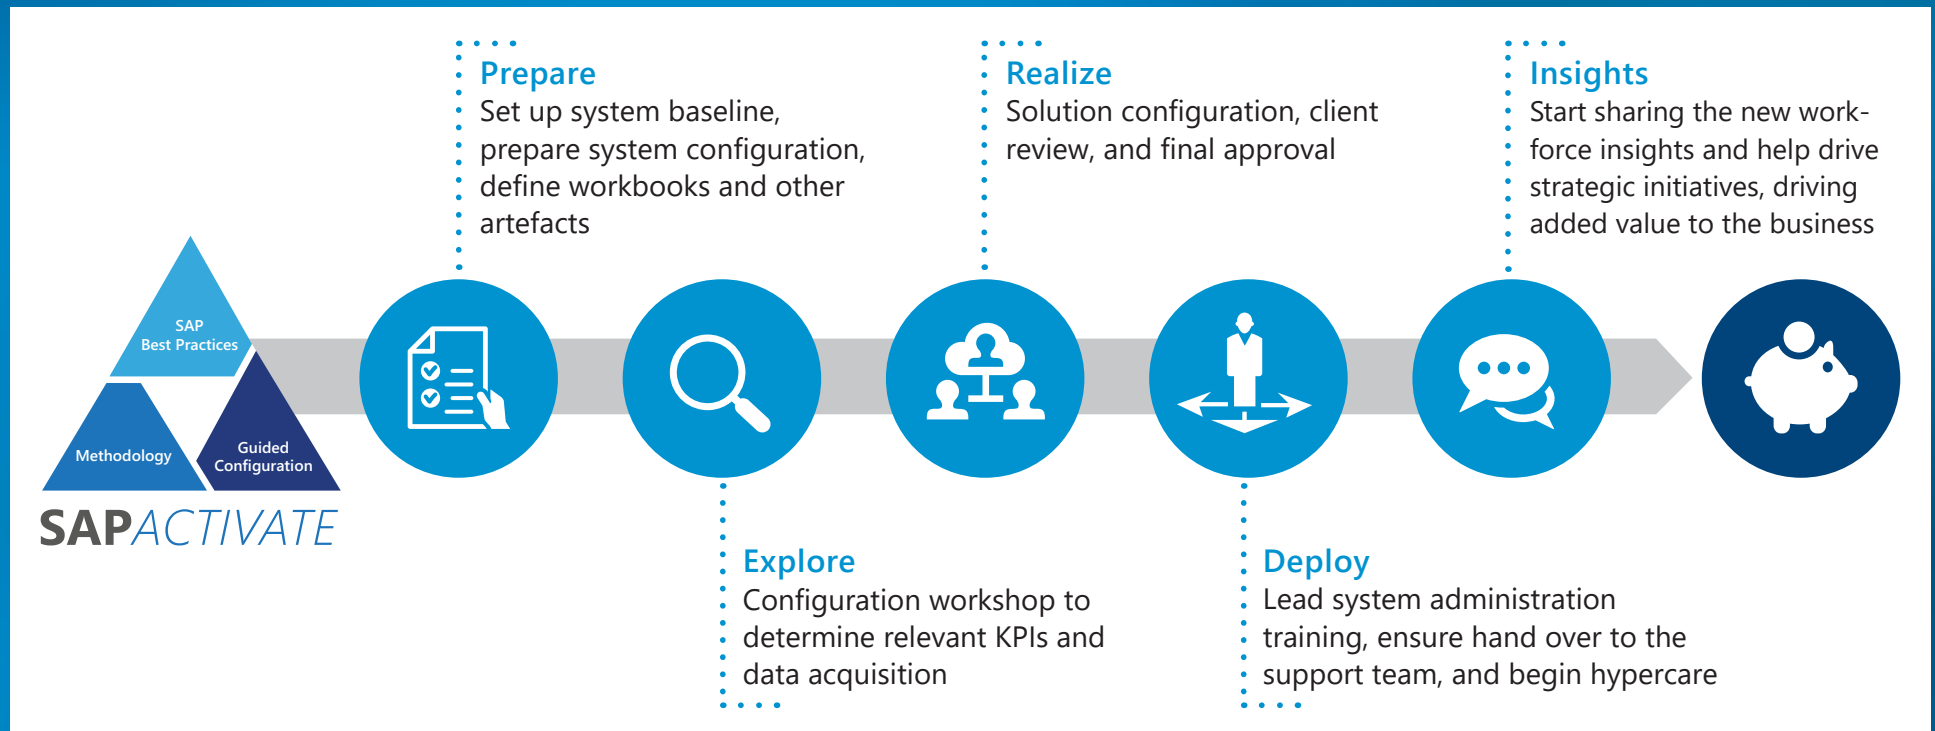 Prepare
Set up system baseline,
prepare system configuration,
define workbooks and other
artefacts
Realize
Solution configuration, client
review, and final approval
Insights
Start sharing the new work-
force insights and help drive
strategic initiatives, driving
added value to the business
SAP
Best Practices
Methodology
Guided
Configuration
SAPACTIVATE
Explore
Configuration workshop to
determine relevant KPIs and
data acquisition
Deploy
Lead system administration
training, ensure hand over to the
support team, and begin hypercare